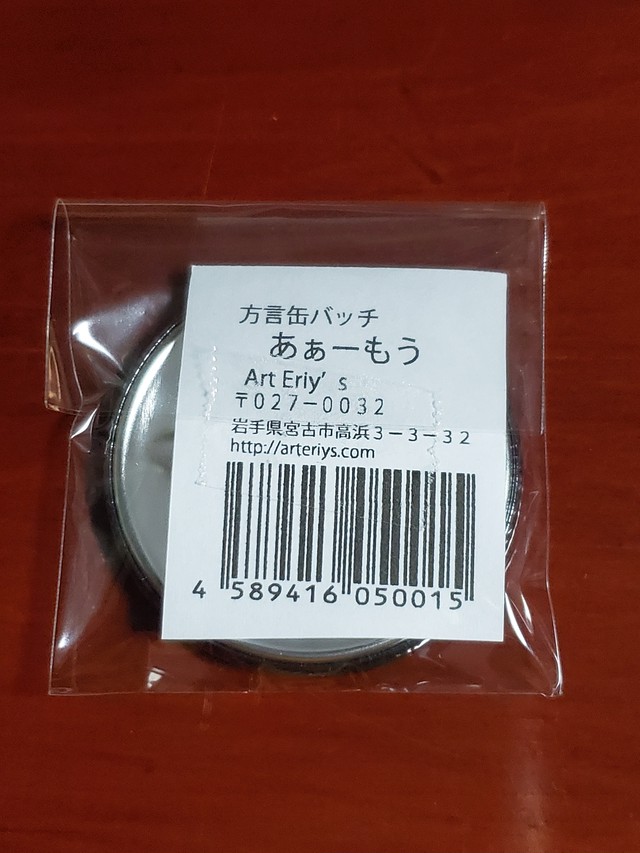 方言缶バッチ
あぁーもう
Art Eriy's
〒027-0032
岩手県宮古市高浜3-3-32
http://arteriys.com
4 589416 050015